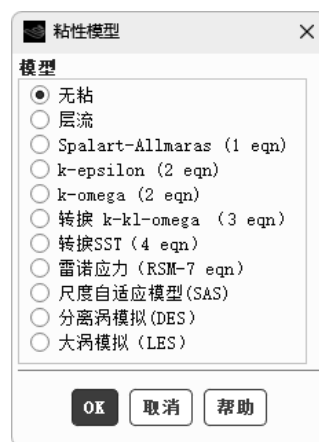 粘性模型
模型
无粘
层流
Spalart-Allmaras (1 eqn)
k-epsilon (2 eqn)
k-omega (2 eqn)
转捩 k-kl-omega (3 eqn)
转捩SST (4 eqn)
雷诺应力 (RSM-7 eqn)
尺度自适应模型(SAS)
分离涡模拟(DES)
大涡模拟 (LES)
OK 取消 帮助